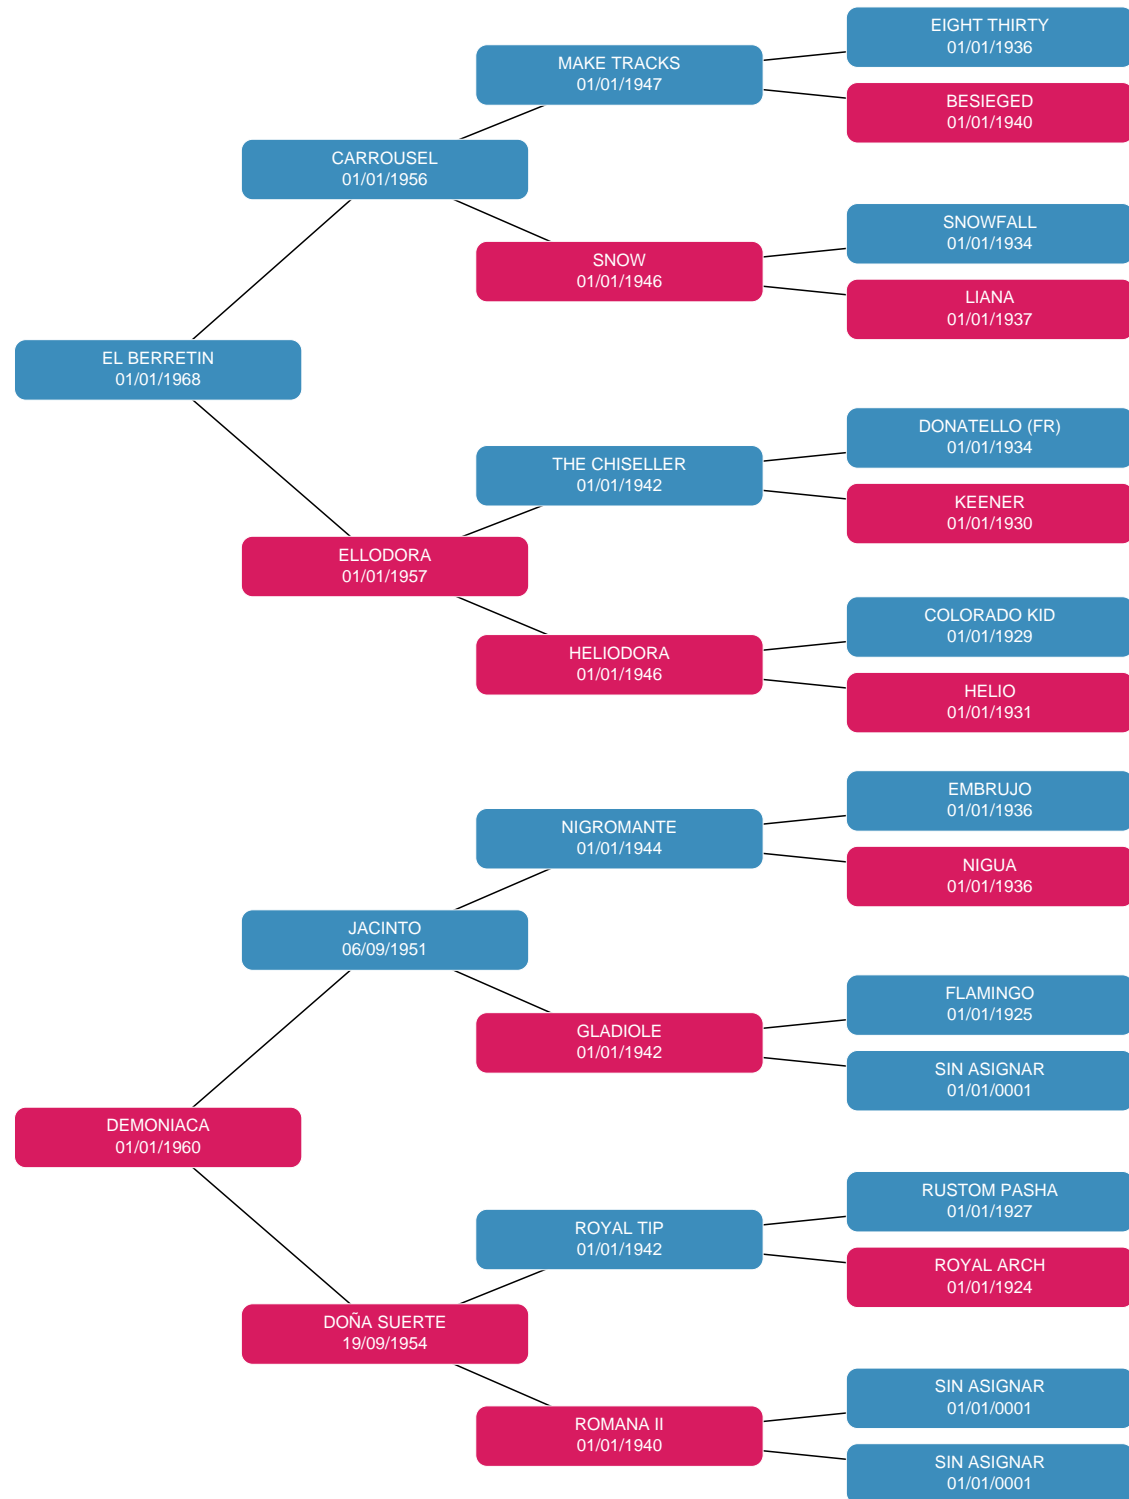 EIGHT THIRTY
01/01/1936
MAKE TRACKS
01/01/1947
BESIEGED
01/01/1940
CARROUSEL
01/01/1956
SNOWFALL
01/01/1934
SNOW
01/01/1946
LIANA
01/01/1937
EL BERRETIN
01/01/1968
DONATELLO (FR)
01/01/1934
THE CHISELLER
01/01/1942
KEENER
01/01/1930
ELLODORA
01/01/1957
COLORADO KID
01/01/1929
HELIODORA
01/01/1946
HELIO
01/01/1931
EMBRUJO
01/01/1936
NIGROMANTE
01/01/1944
NIGUA
01/01/1936
JACINTO
06/09/1951
FLAMINGO
01/01/1925
GLADIOLE
01/01/1942
SIN ASIGNAR
01/01/0001
DEMONIACA
01/01/1960
RUSTOM PASHA
01/01/1927
ROYAL TIP
01/01/1942
ROYAL ARCH
01/01/1924
DOÑA SUERTE
19/09/1954
SIN ASIGNAR
01/01/0001
ROMANA II
01/01/1940
SIN ASIGNAR
01/01/0001